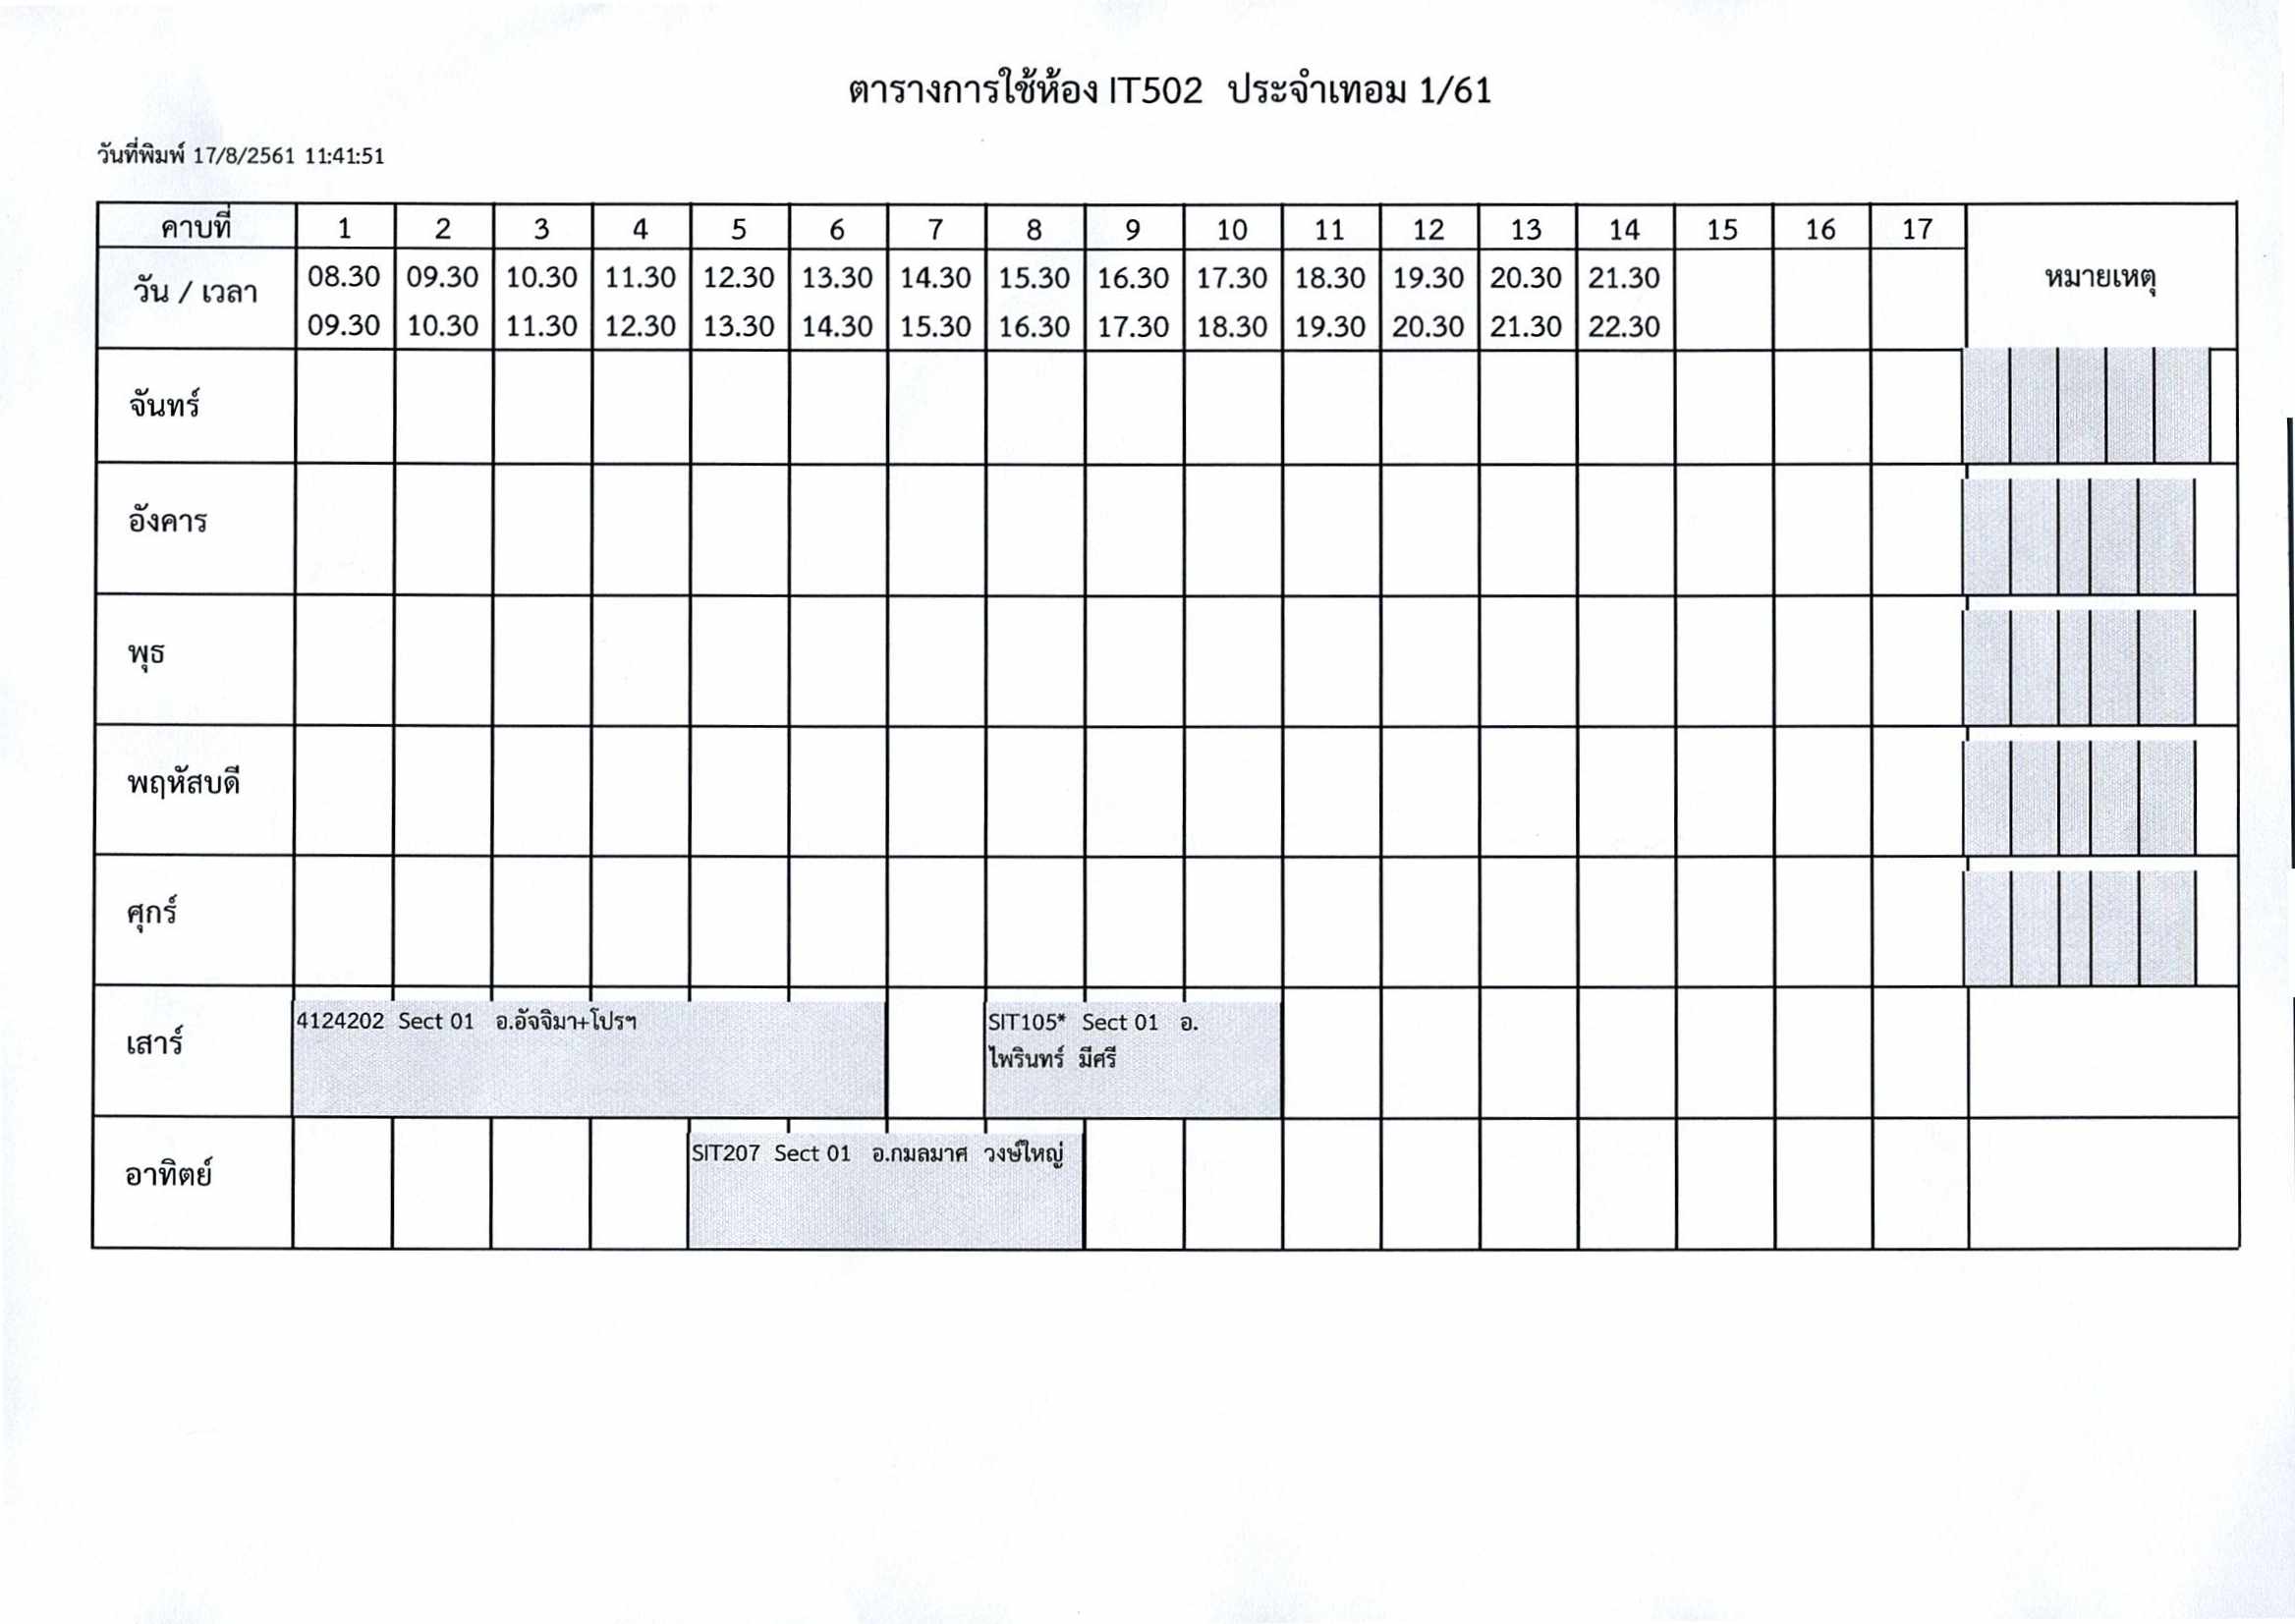 ตารางการใช้ห้อง IT502 ประจำเทอม 1/61
วันที่พิมพ์ 17/8/2561 11:41:51
คาบที่ 1 2 3 4 5 6 7 8 9 10 11 12 13 14 15 16 17
วัน / เวลา 08.30 09.30 10.30 11.30 12.30 13.30 14.30 15.30 16.30 17.30 18.30 19.30 20.30 21.30 หมายเหตุ
09.30 10.30 11.30 12.30 13.30 14.30 15.30 16.30 17.30 18.30 19.30 20.30 21.30 22.30
จันทร์
อังคาร
พุธ
พฤหัสบดี
ศุกร์
เสาร์ 4124202 Sect 01 อ.อัจจิมา+โปรฯ SIT105* Sect 01 อ.
ไพรินทร์ มีศรี
อาทิตย์ SIT207 Sect 01 อ.กมลมาศ วงษ์ใหญ่